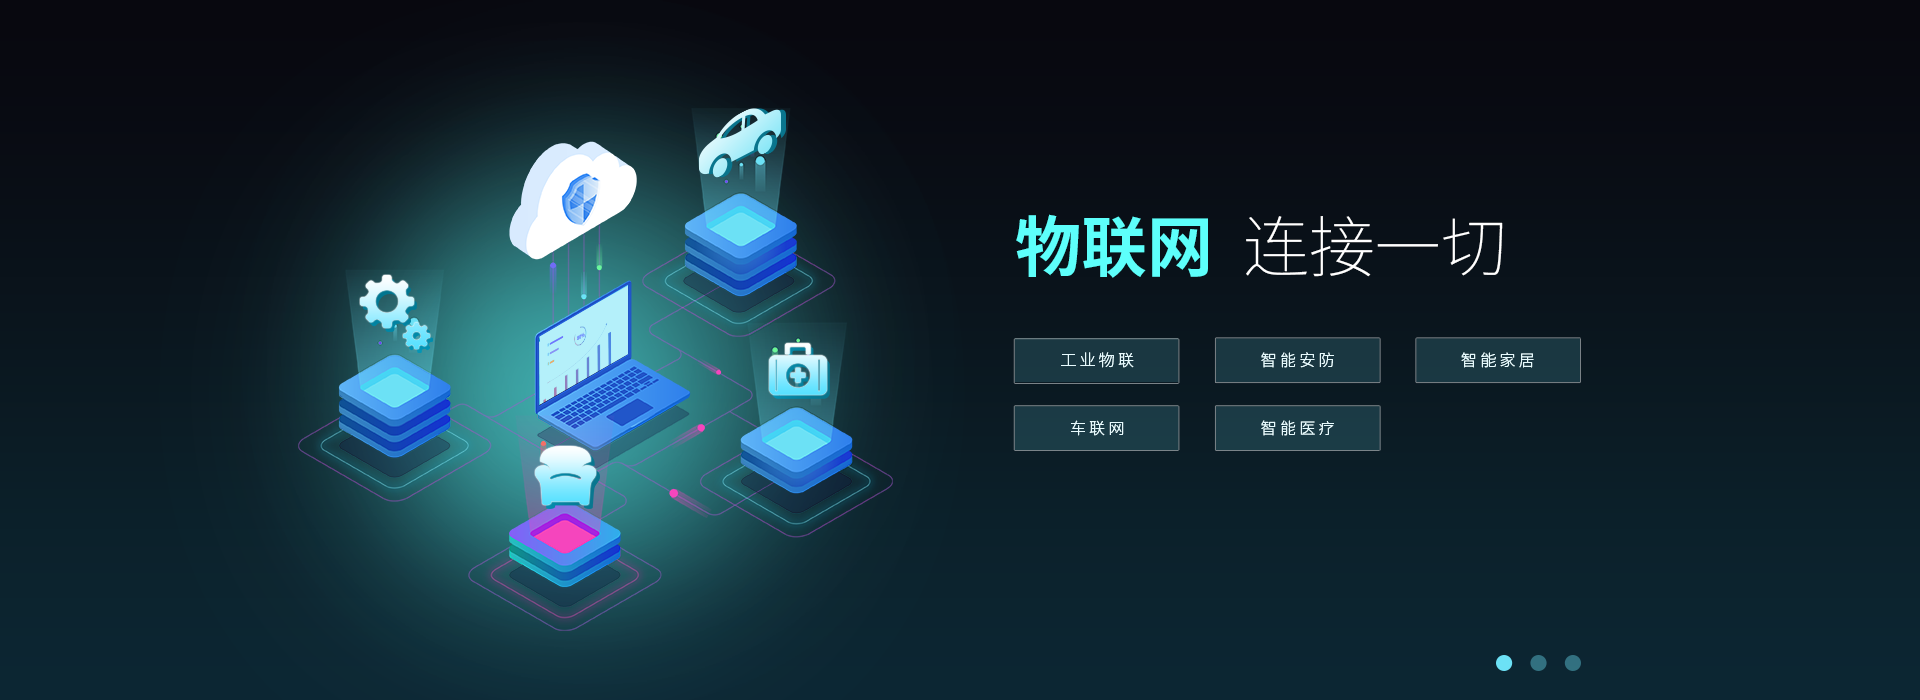 物联网 连接一切
工业物联 智能安防 智能家居
车联网 智能医疗